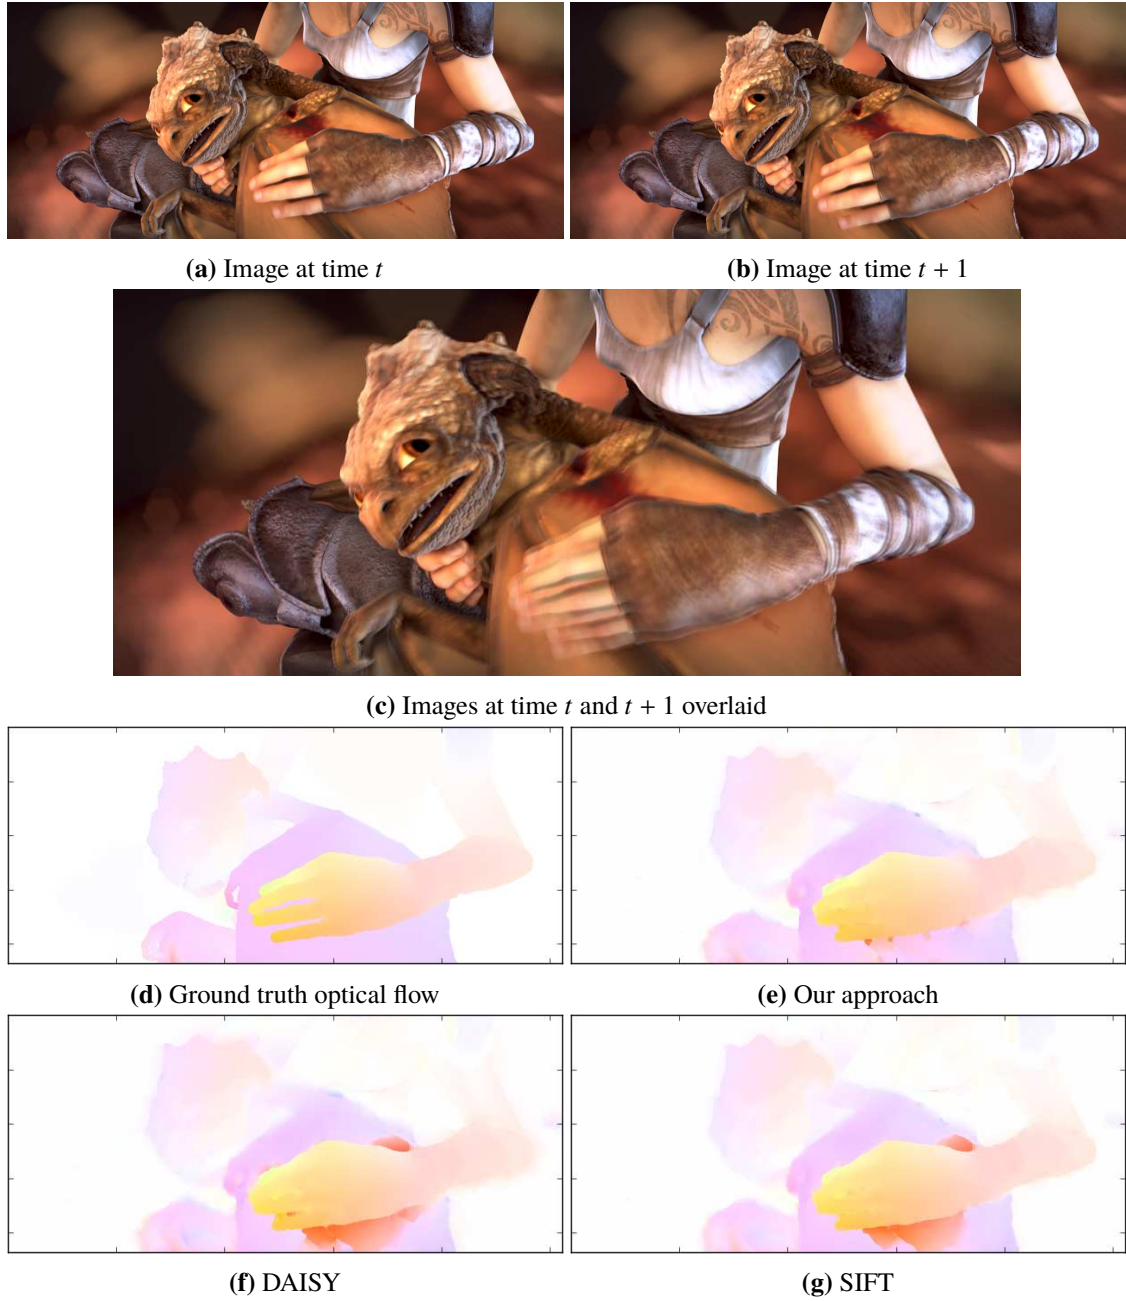 (a) Image at time t
(b) Image at time t + 1
(c) Images at time t and t + 1 overlaid
(d) Ground truth optical flow
(e) Our approach
(f) DAISY
(g) SIFT